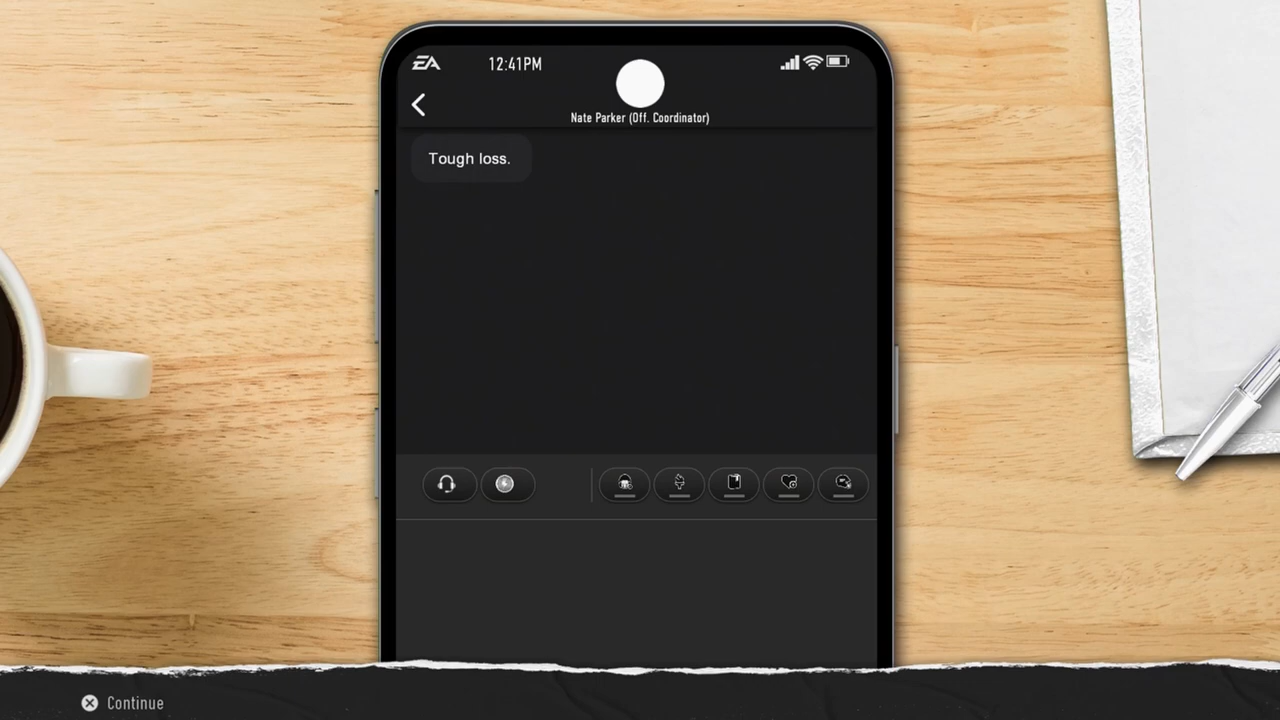 EA
12:41PM
Nate Parker (Off. Coordinator)
Tough loss.
Continue